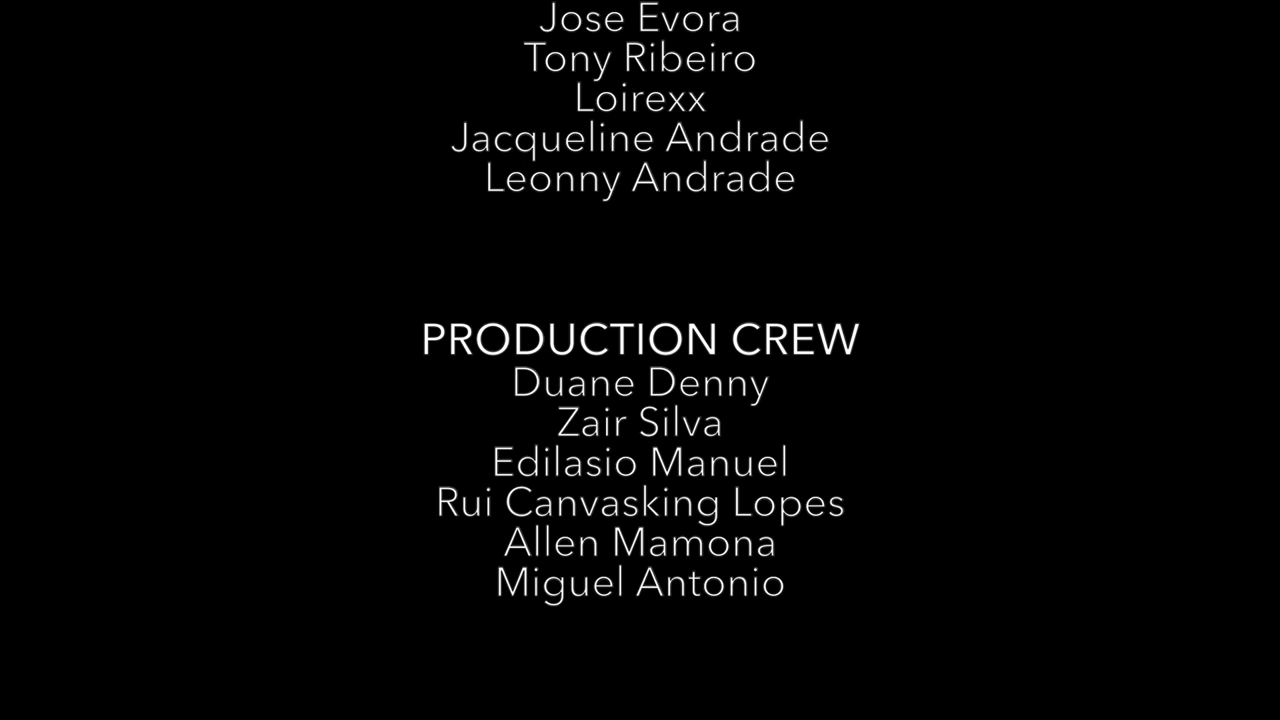 Jose Evora
Tony Ribeiro
Loirexx
Jacqueline Andrade
Leonny Andrade
PRODUCTION CREW
Duane Denny
Zair Silva
Edilasio Manuel
Rui Canvasking Lopes
Allen Mamona
Miguel Antonio